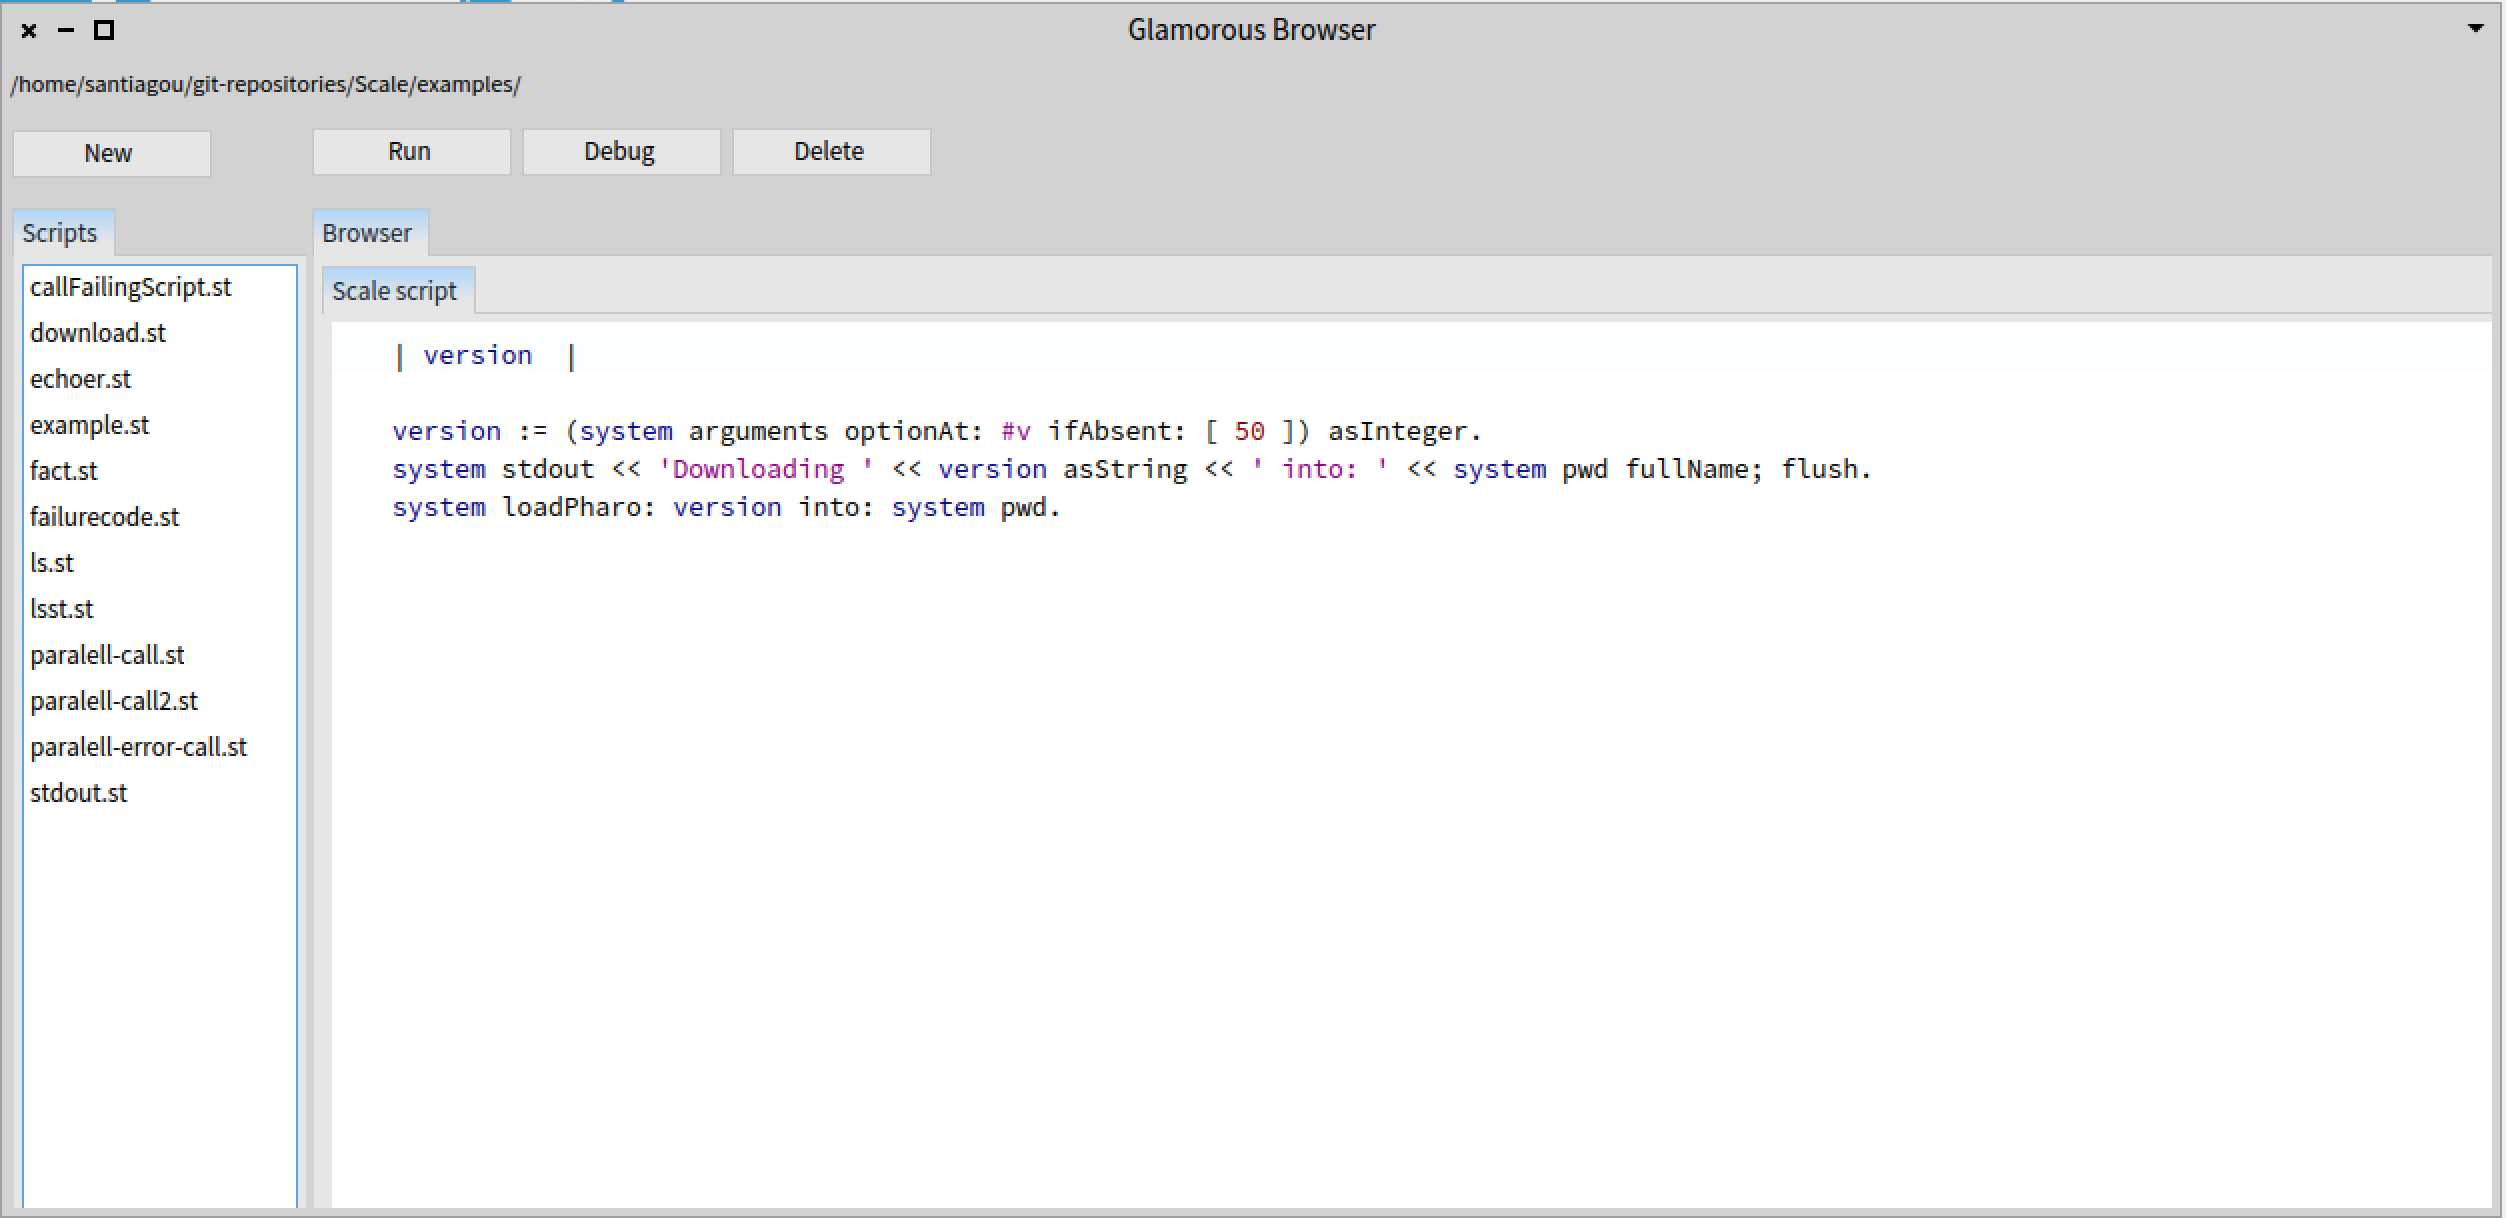 Glamorous Browser
/home/santiagou/git-repositories/Scale/examples/
New Run Debug Delete
Scripts
callFailingScript.st
download.st
echoer.st
example.st
fact.st
failurecode.st
ls.st
lsst.st
paralell-call.st
paralell-call2.st
paralell-error-call.st
stdout.st
Browser
Scale script
| version  |
version := (system arguments optionAt: #v ifAbsent: [ 50 ]) asInteger.
system stdout << 'Downloading ' << version asString << ' into: ' << system pwd fullName; flush.
system loadPharo: version into: system pwd.